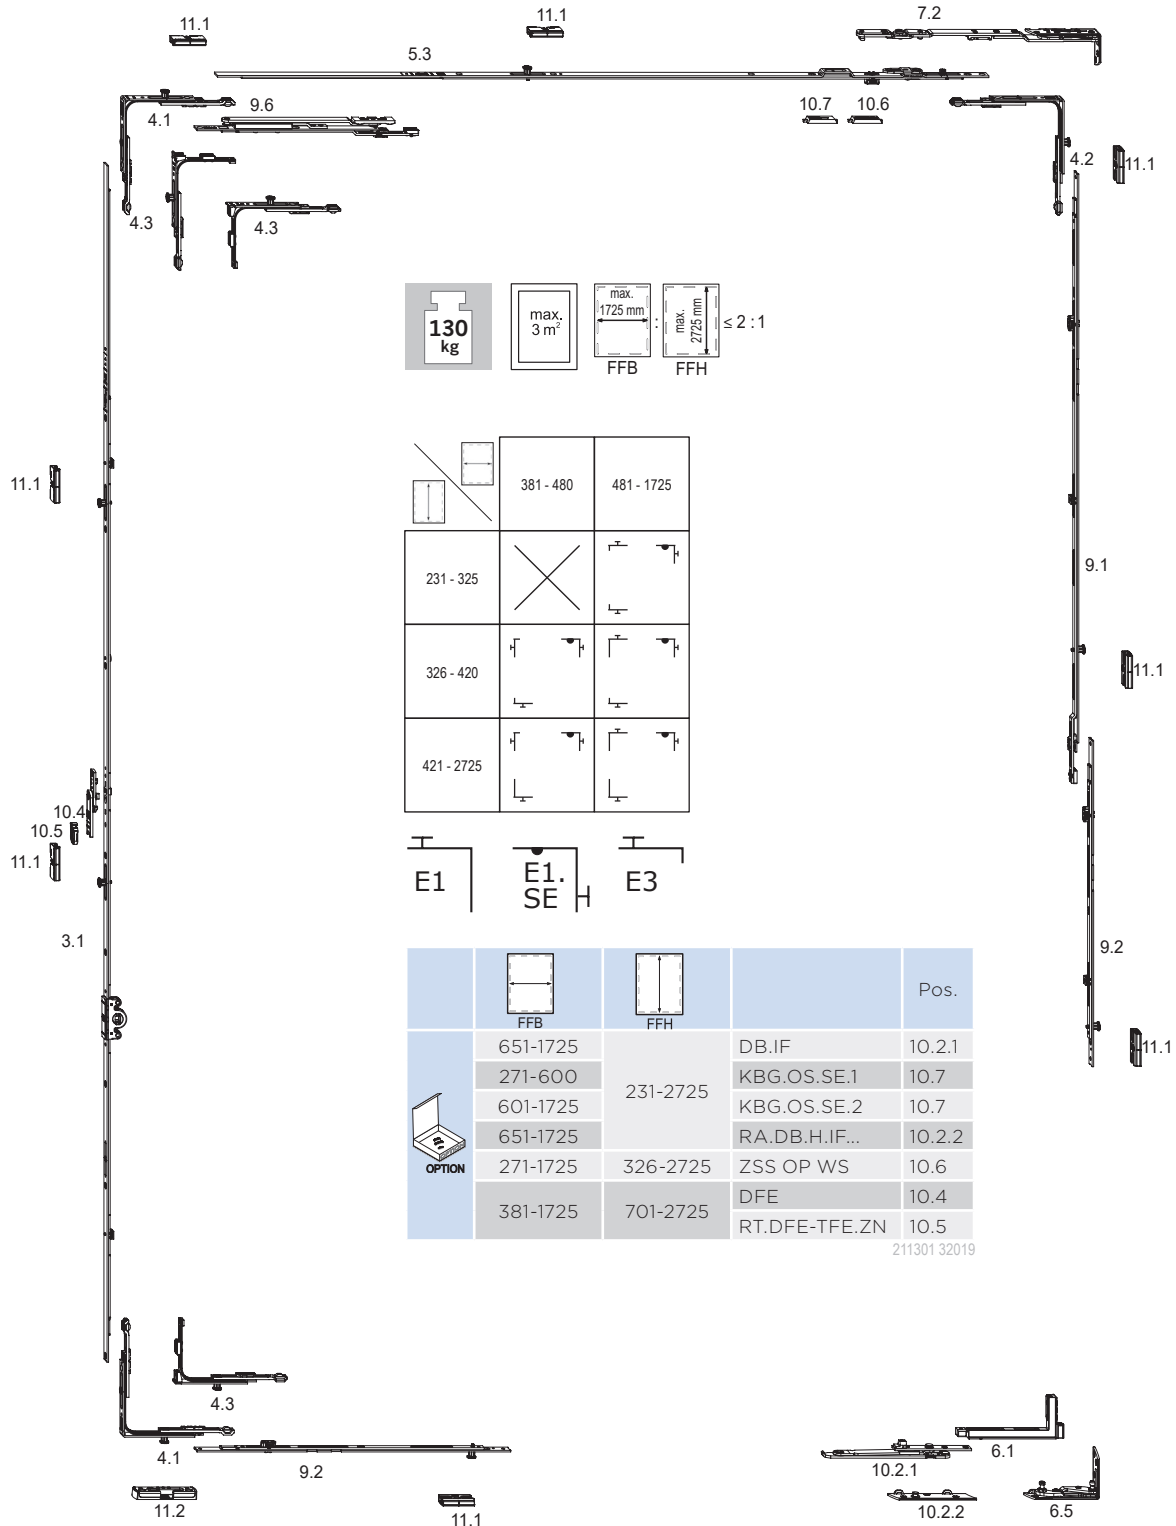 11.1
11.1
7.2
5.3
4.1
9.6
10.7
10.6
4.2
11.1
4.3
4.3
130
kg
max.
3 m²
max.
1725 mm
FFB
:
max.
2725 mm
FFH
≤ 2 : 1
11.1
381 - 480
481 - 1725
231 - 325
326 - 420
421 - 2725
9.1
11.1
10.4
10.5
11.1
E1
E1.
SE
E3
3.1
9.2
11.1
FFB
FFH
Pos.
OPTION
651-1725
231-2725
DB.IF
10.2.1
271-600
KBG.OS.SE.1
10.7
601-1725
KBG.OS.SE.2
10.7
651-1725
RA.DB.H.IF...
10.2.2
271-1725
326-2725
ZSS OP WS
10.6
381-1725
701-2725
DFE
10.4
RT.DFE-TFE.ZN
10.5
211301 32019
4.3
4.1
9.2
11.2
11.1
10.2.1
6.1
10.2.2
6.5